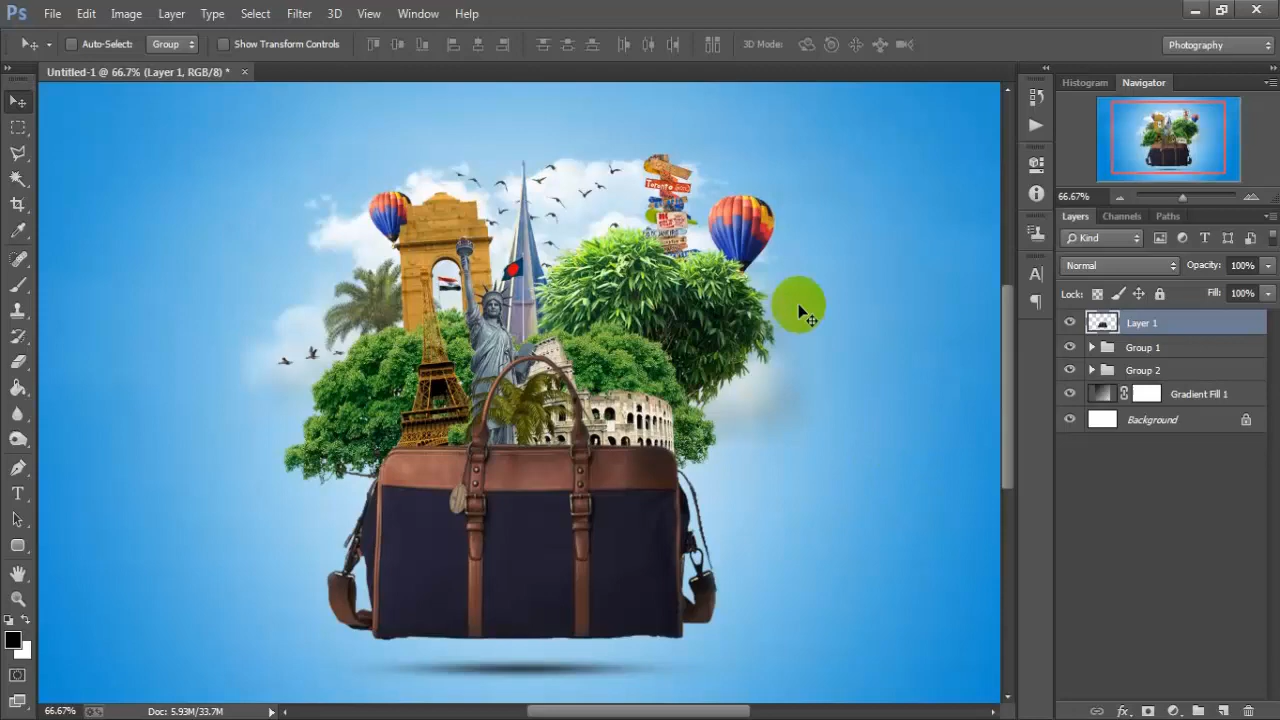 Ps File Edit Image Layer Type Select Filter 3D View Window Help
Auto-Select: Group Show Transform Controls 3D Mode: Photography
Untitled-1 @ 66.7% (Layer 1, RGB/8) * ×
Histogram Navigator
66.67%
Layers Channels Paths
Kind
Normal Opacity: 100%
Lock: Fill: 100%
Layer 1
Group 1
Group 2
Gradient Fill 1
Background
Toronto
66.67% Doc: 5.93M/33.7M